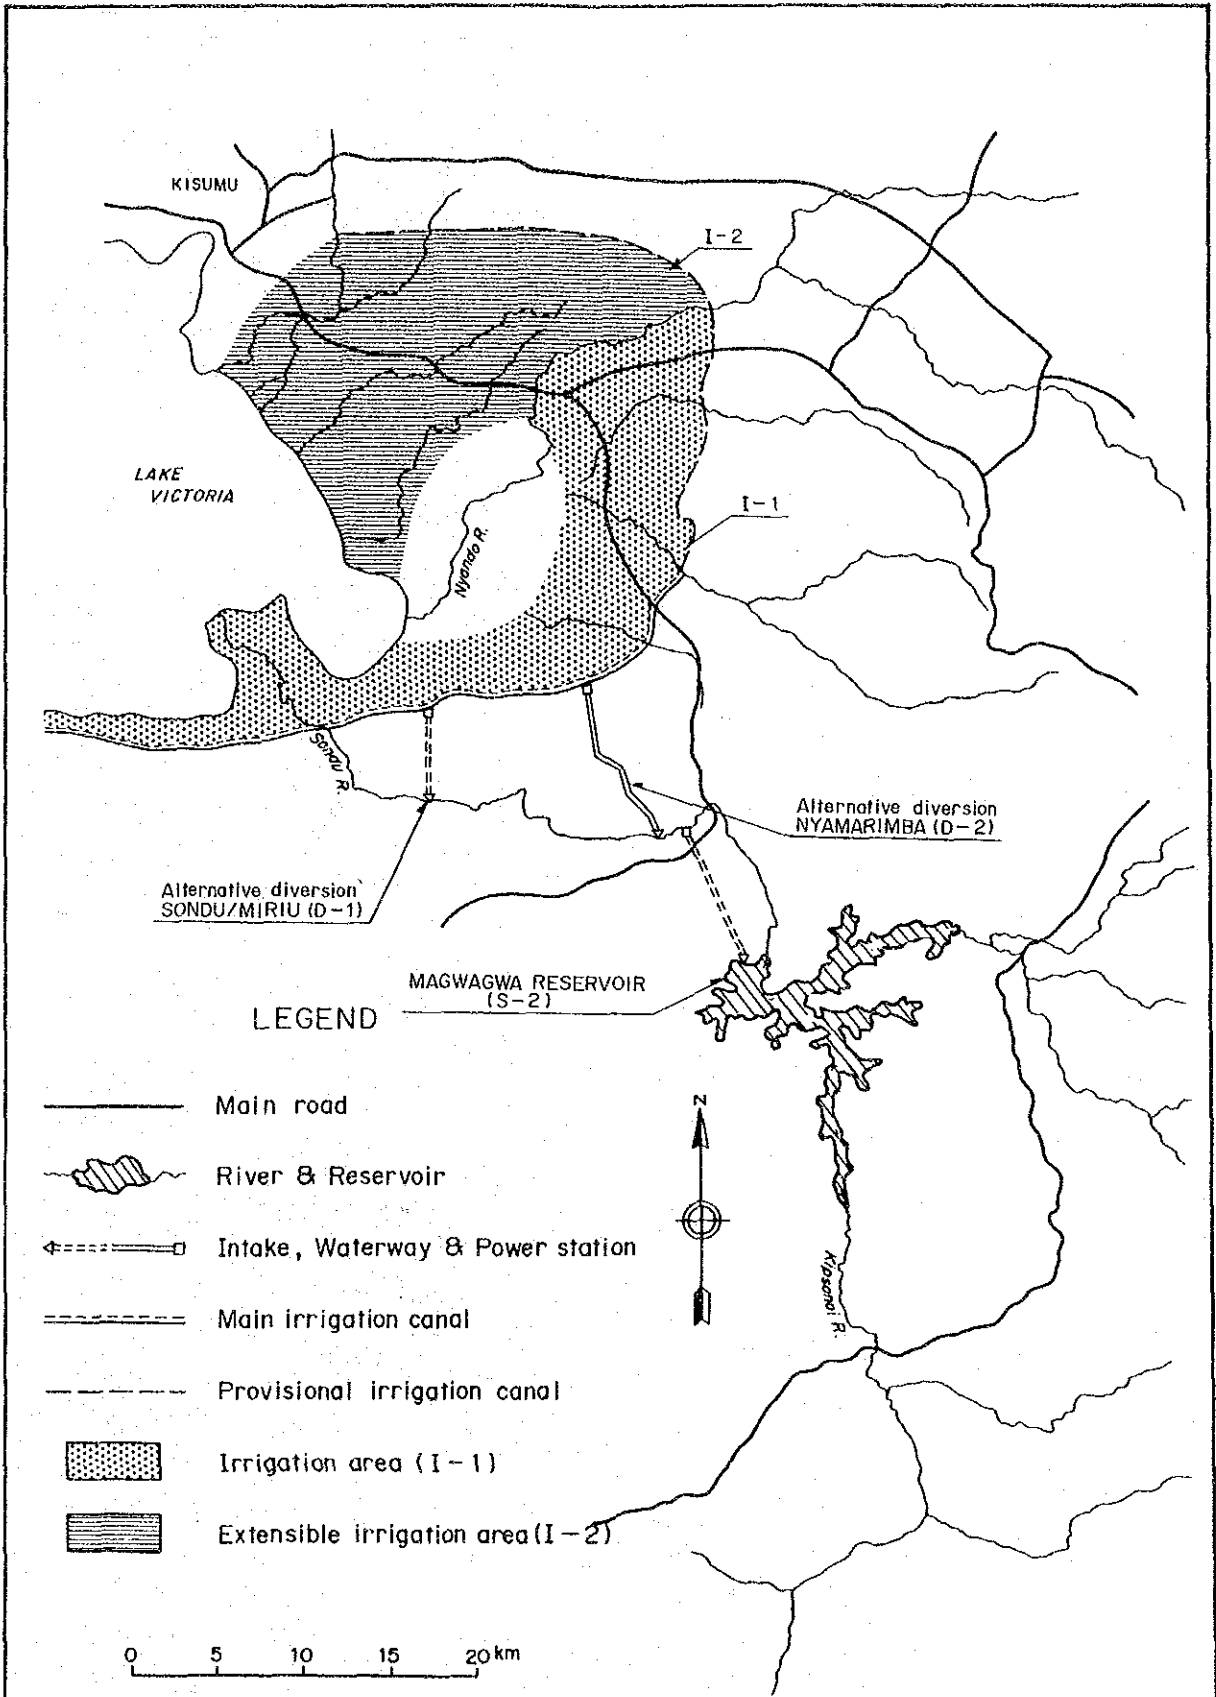 KISUMU
I-2
LAKE
VICTORIA
I-1
Nyando R.
Sondu R.
Alternative diversion
NYAMARIMBA (D-2)
Alternative diversion
SONDU/MIRIU (D-1)
MAGWAGWA RESERVOIR
(S-2)
LEGEND
Main road
N
River & Reservoir
Intake, Waterway & Power station
Kipsonoi R.
Main irrigation canal
Provisional irrigation canal
Irrigation area (I-1)
Extensible irrigation area (I-2)
0 5 10 20 km